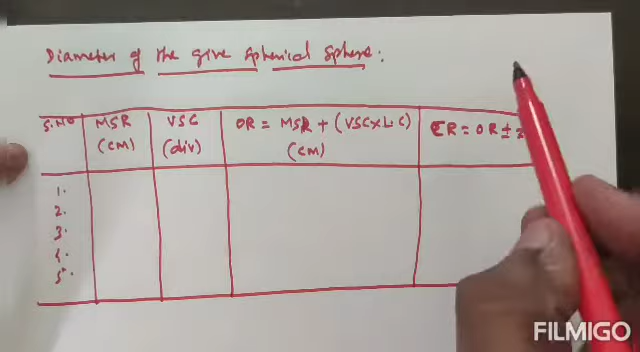 Diameter of the give spherical sphere:
S.NO MSR (CM) VSC (div) OR = MSR + (VSC×L.C) (CM) CR = OR ±
1.
2.
3.
4.
5.
FILMIGO